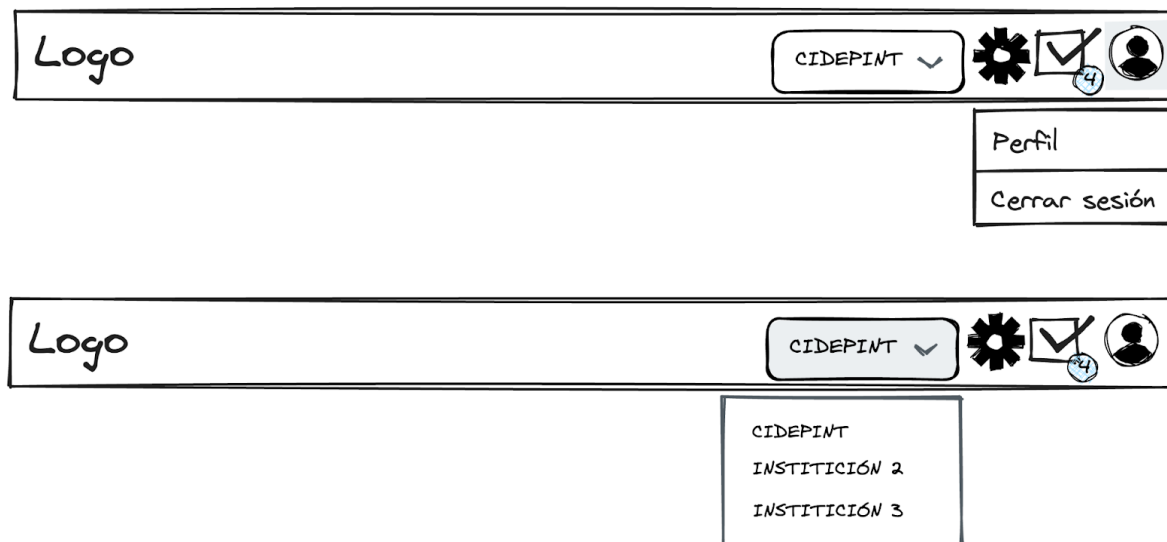 Logo
CIDEPINT
4
Perfil
Cerrar sesión
Logo
CIDEPINT
4
CIDEPINT
INSTITICIÓN 2
INSTITICIÓN 3